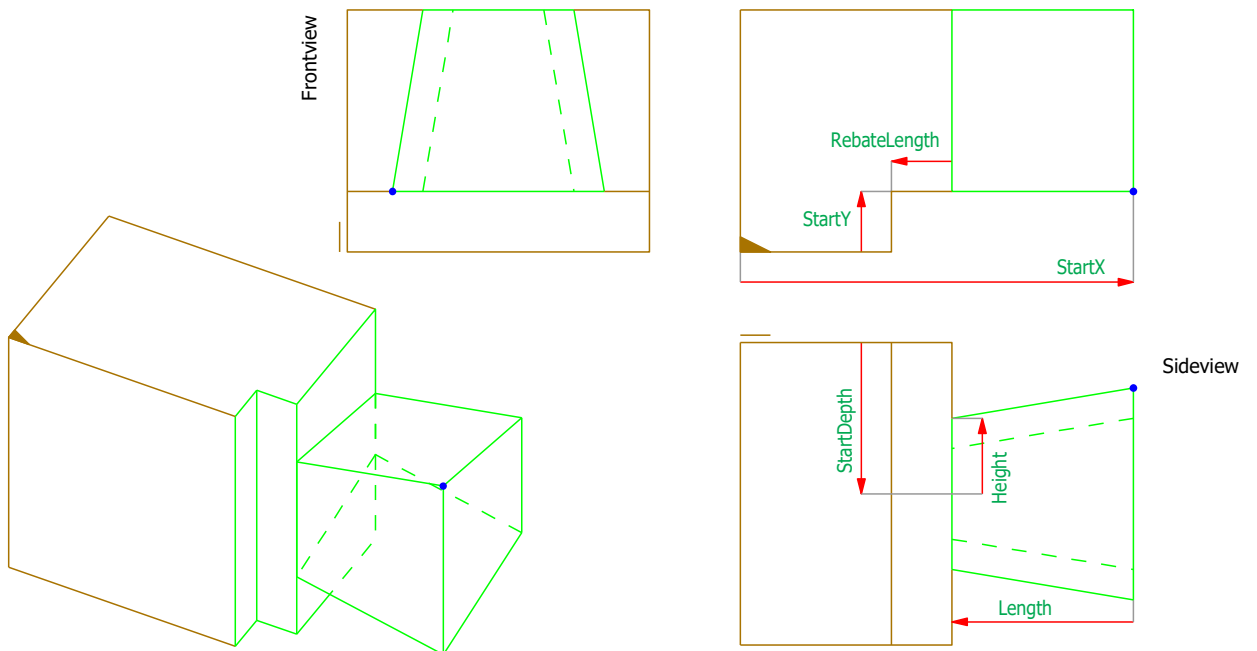 Frontview
RebateLength
StartY
StartX
Sideview
StartDepth
Height
Length